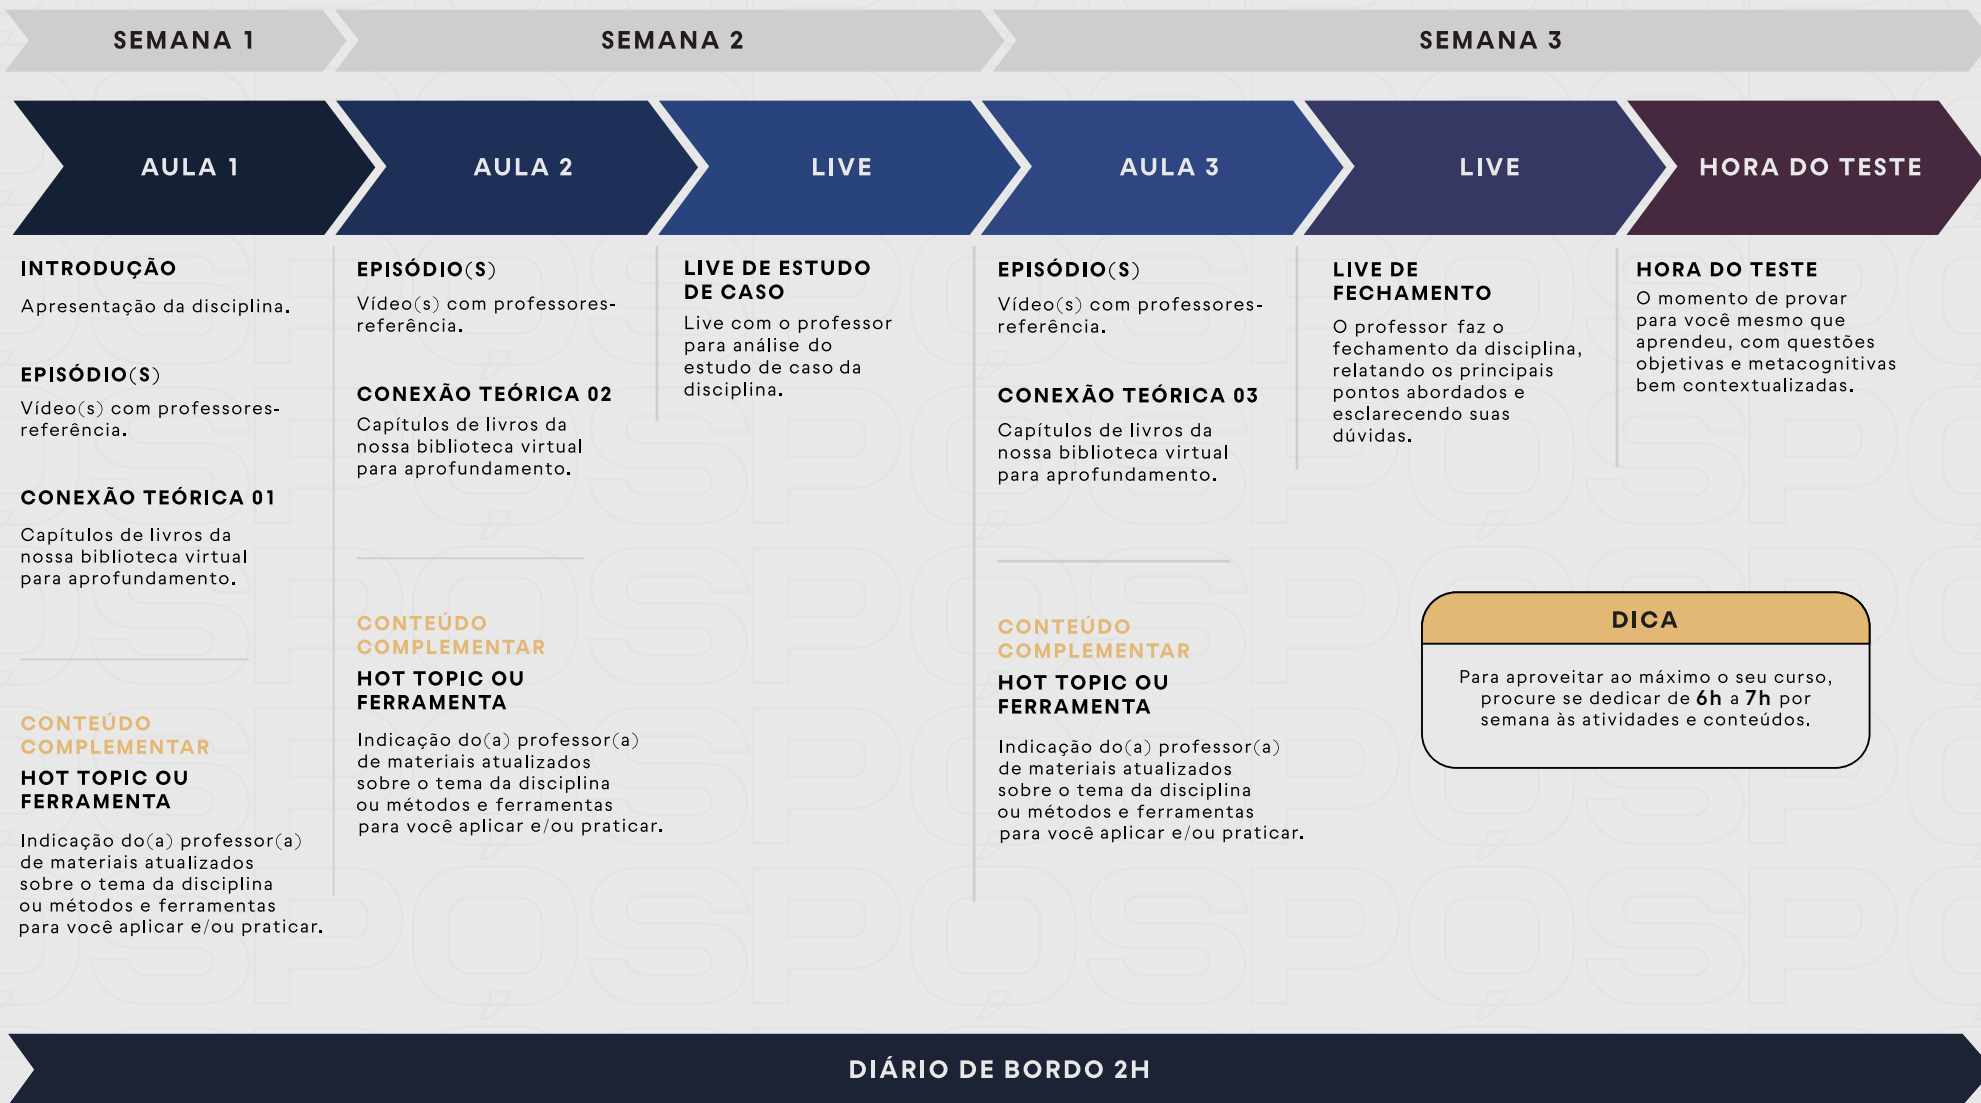 SEMANA 1
SEMANA 2
SEMANA 3
AULA 1
AULA 2
LIVE
AULA 3
LIVE
HORA DO TESTE
INTRODUÇÃO
Apresentação da disciplina.
EPISÓDIO(S)
Vídeo(s) com professores-
referência.
CONEXÃO TEÓRICA 01
Capítulos de livros da
nossa biblioteca virtual
para aprofundamento.
CONTEÚDO
COMPLEMENTAR
HOT TOPIC OU
FERRAMENTA
Indicação do(a) professor(a)
de materiais atualizados
sobre o tema da disciplina
ou métodos e ferramentas
para você aplicar e/ou praticar.
EPISÓDIO(S)
Vídeo(s) com professores-
referência.
CONEXÃO TEÓRICA 02
Capítulos de livros da
nossa biblioteca virtual
para aprofundamento.
CONTEÚDO
COMPLEMENTAR
HOT TOPIC OU
FERRAMENTA
Indicação do(a) professor(a)
de materiais atualizados
sobre o tema da disciplina
ou métodos e ferramentas
para você aplicar e/ou praticar.
LIVE DE ESTUDO
DE CASO
Live com o professor
para análise do
estudo de caso da
disciplina.
EPISÓDIO(S)
Vídeo(s) com professores-
referência.
CONEXÃO TEÓRICA 03
Capítulos de livros da
nossa biblioteca virtual
para aprofundamento.
CONTEÚDO
COMPLEMENTAR
HOT TOPIC OU
FERRAMENTA
Indicação do(a) professor(a)
de materiais atualizados
sobre o tema da disciplina
ou métodos e ferramentas
para você aplicar e/ou praticar.
LIVE DE
FECHAMENTO
O professor faz o
fechamento da disciplina,
relatando os principais
pontos abordados e
esclarecendo suas
dúvidas.
HORA DO TESTE
O momento de provar
para você mesmo que
aprendeu, com questões
objetivas e metacognitivas
bem contextualizadas.
DICA
Para aproveitar ao máximo o seu curso,
procure se dedicar de 6h a 7h por
semana às atividades e conteúdos.
DIÁRIO DE BORDO 2H